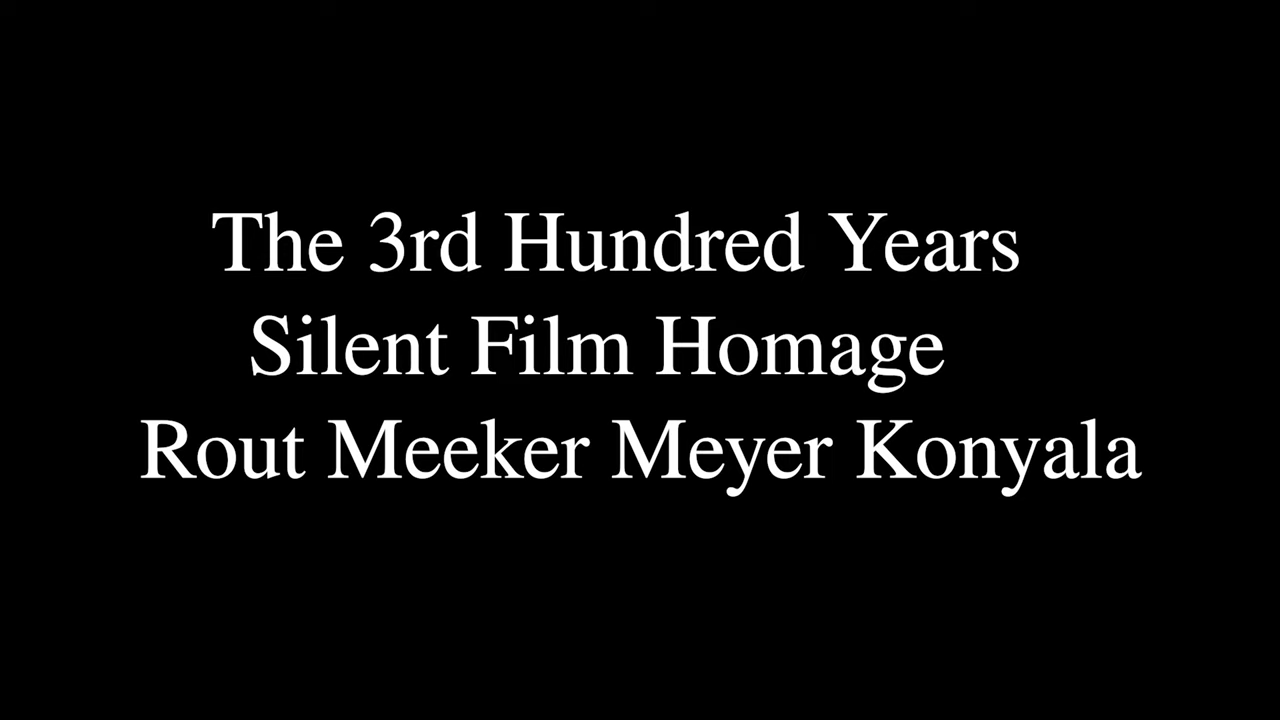 The 3rd Hundred Years
Silent Film Homage
Rout Meeker Meyer Konyala